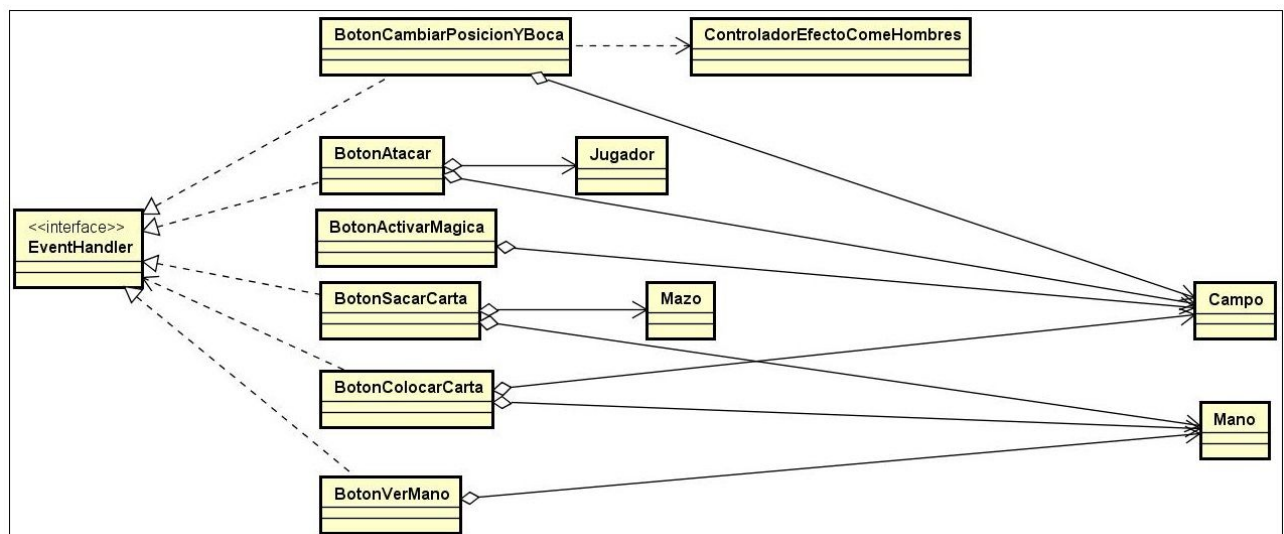 BotonCambiarPosicionYBoca
ControladorEfectoComeHombres
BotonAtacar
Jugador
<<interface>>
EventHandler
BotonActivarMagica
BotonSacarCarta
Mazo
Campo
BotonColocarCarta
Mano
BotonVerMano